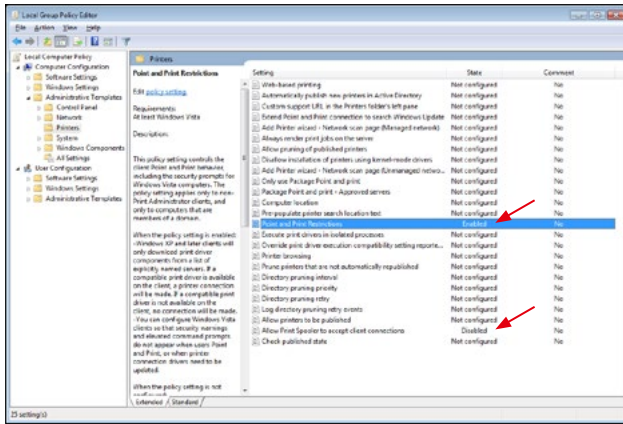 Local Group Policy Editor
File Action View Help
Local Computer Policy
Computer Configuration
Software Settings
Windows Settings
Administrative Templates
Control Panel
Network
Printers
System
Windows Components
All Settings
User Configuration
Software Settings
Windows Settings
Administrative Templates
Printers
Point and Print Restrictions
Edit policy setting.
Requirements:
At least Windows Vista
Description:
This policy setting controls the
client Point and Print behavior,
including the security prompts for
Windows Vista computers. The
policy setting applies only to non-
Print Administrator clients, and
only to computers that are
members of a domain.
When the policy setting is enabled:
-Windows XP and later clients will
only download print driver
components from a list of
explicitly named servers. If a
compatible print driver is available
on the client, a printer connection
will be made. If a compatible print
driver is not available on the
client, no connection will be made.
-You can configure Windows Vista
clients so that security warnings
and elevated command prompts
do not appear when users Point
and Print, or when printer
connection drivers need to be
updated.
When the policy setting is not
Setting State Comment
Web-based printing Not configured No
Automatically publish new printers in Active Directory Not configured No
Custom support URL in the Printers folder's left pane Not configured No
Extend Point and Print connection to search Windows Update Not configured No
Add Printer wizard - Network scan page (Managed network) Not configured No
Always render print jobs on the server Not configured No
Allow pruning of published printers Not configured No
Disallow installation of printers using kernel-mode drivers Not configured No
Add Printer wizard - Network scan page (Unmanaged netwo... Not configured No
Only use Package Point and print Not configured No
Package Point and print - Approved servers Not configured No
Computer location Not configured No
Pre-populate printer search location text Not configured No
Point and Print Restrictions Enabled No
Execute print drivers in isolated processes Not configured No
Override print driver execution compatibility setting reporte... Not configured No
Printer browsing Not configured No
Prune printers that are not automatically republished Not configured No
Directory pruning interval Not configured No
Directory pruning priority Not configured No
Directory pruning retry Not configured No
Log directory pruning retry events Not configured No
Allow printers to be published Not configured No
Allow Print Spooler to accept client connections Disabled No
Check published state Not configured No
Extended Standard
25 setting(s)